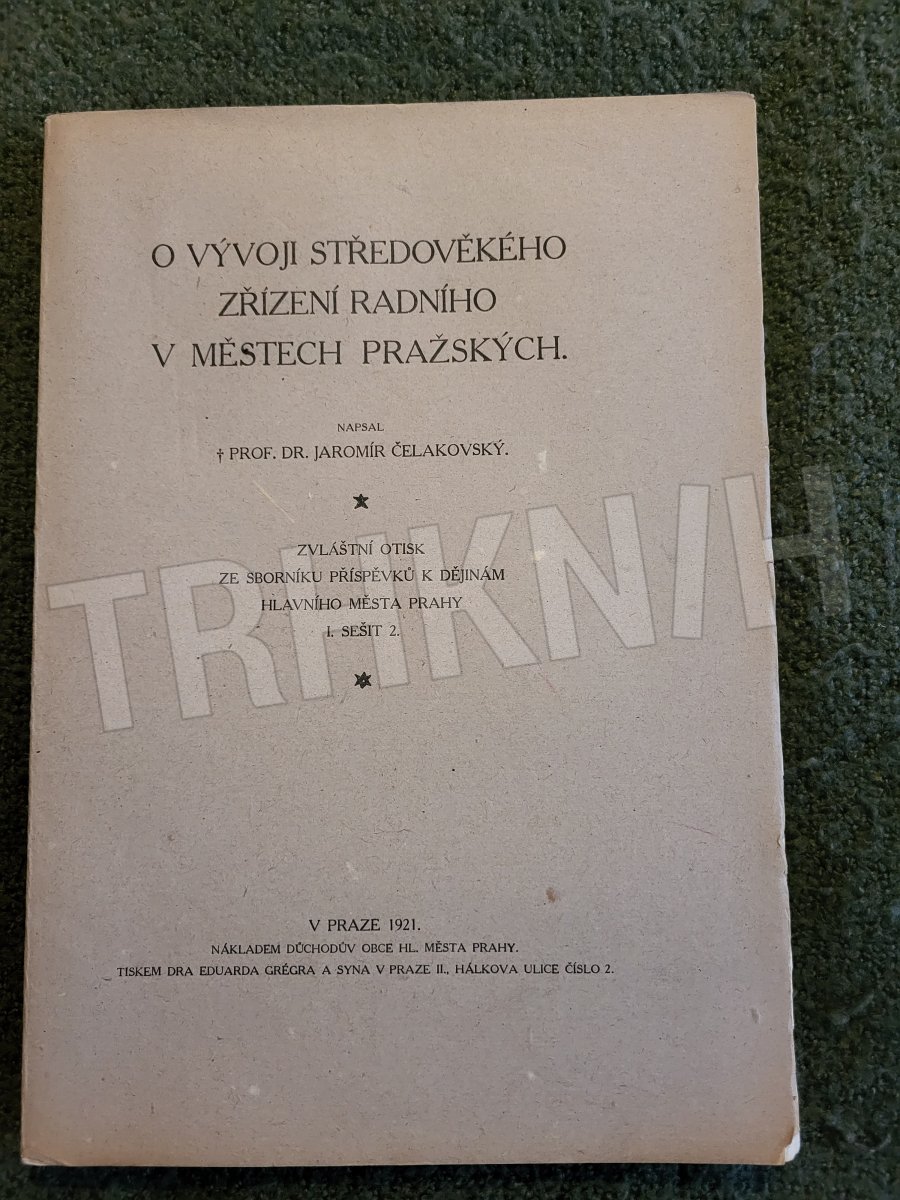 O VÝVOJI STŘEDOVĚKÉHO
ZŘÍZENÍ RADNÍHO
V MĚSTECH PRAŽSKÝCH.
NAPSAL
† PROF. DR. JAROMÍR ČELAKOVSKÝ.
ZVLÁŠTNÍ OTISK
ZE SBORNÍKU PŘÍSPĚVKŮ K DĚJINÁM
HLAVNÍHO MĚSTA PRAHY
I. SEŠIT 2.
TRHKNIH
V PRAZE 1921.
NÁKLADEM DŮCHODŮV OBCE HL. MĚSTA PRAHY.
TISKEM DRA EDUARDA GRÉGRA A SYNA V PRAZE II., HÁLKOVA ULICE ČÍSLO 2.